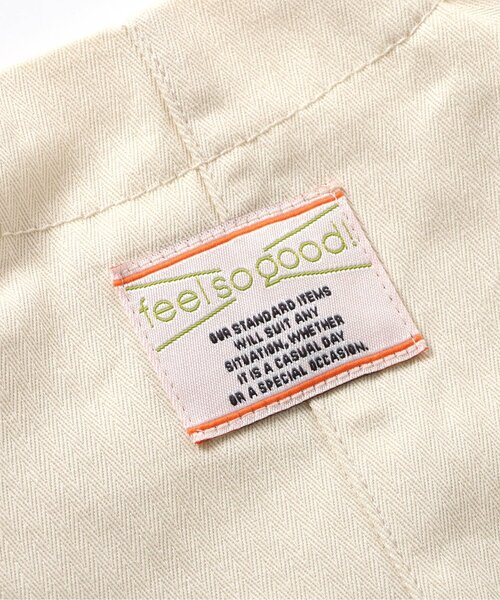 feel so good!
OUR STANDARD ITEMS
WILL SUIT ANY
SITUATION, WHETHER
IT IS A CASUAL DAY
OR A SPECIAL OCCASION.